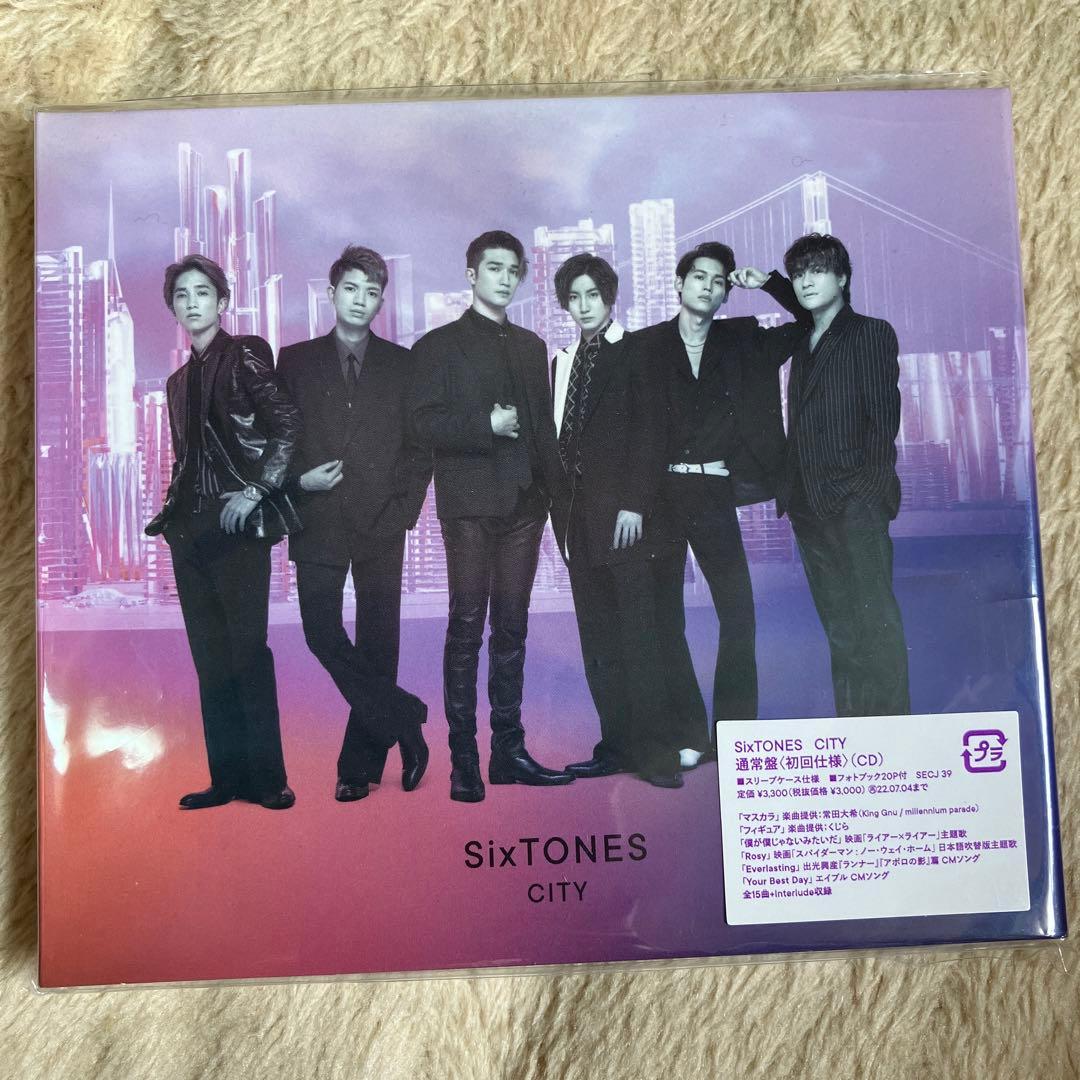 SixTONES
CITY
SixTONES CITY
プラ
通常盤〈初回仕様〉(CD)
■スリーブケース仕様 ■フォトブック20P付 SECJ 39
定価 ¥3,300(税抜価格 ¥3,000) Ⓡ22.07.04まで
「マスカラ」楽曲提供:常田大希(King Gnu / millennium parade)
「フィギュア」楽曲提供:くじら
「僕が僕じゃないみたいだ」映画「ライアー×ライアー」主題歌
「Rosy」映画「スパイダーマン:ノー・ウェイ・ホーム」日本語吹替版主題歌
「Everlasting」出光興産『ランナー』『アポロの影』篇 CMソング
「Your Best Day」エイブル CMソング
全15曲+interlude収録